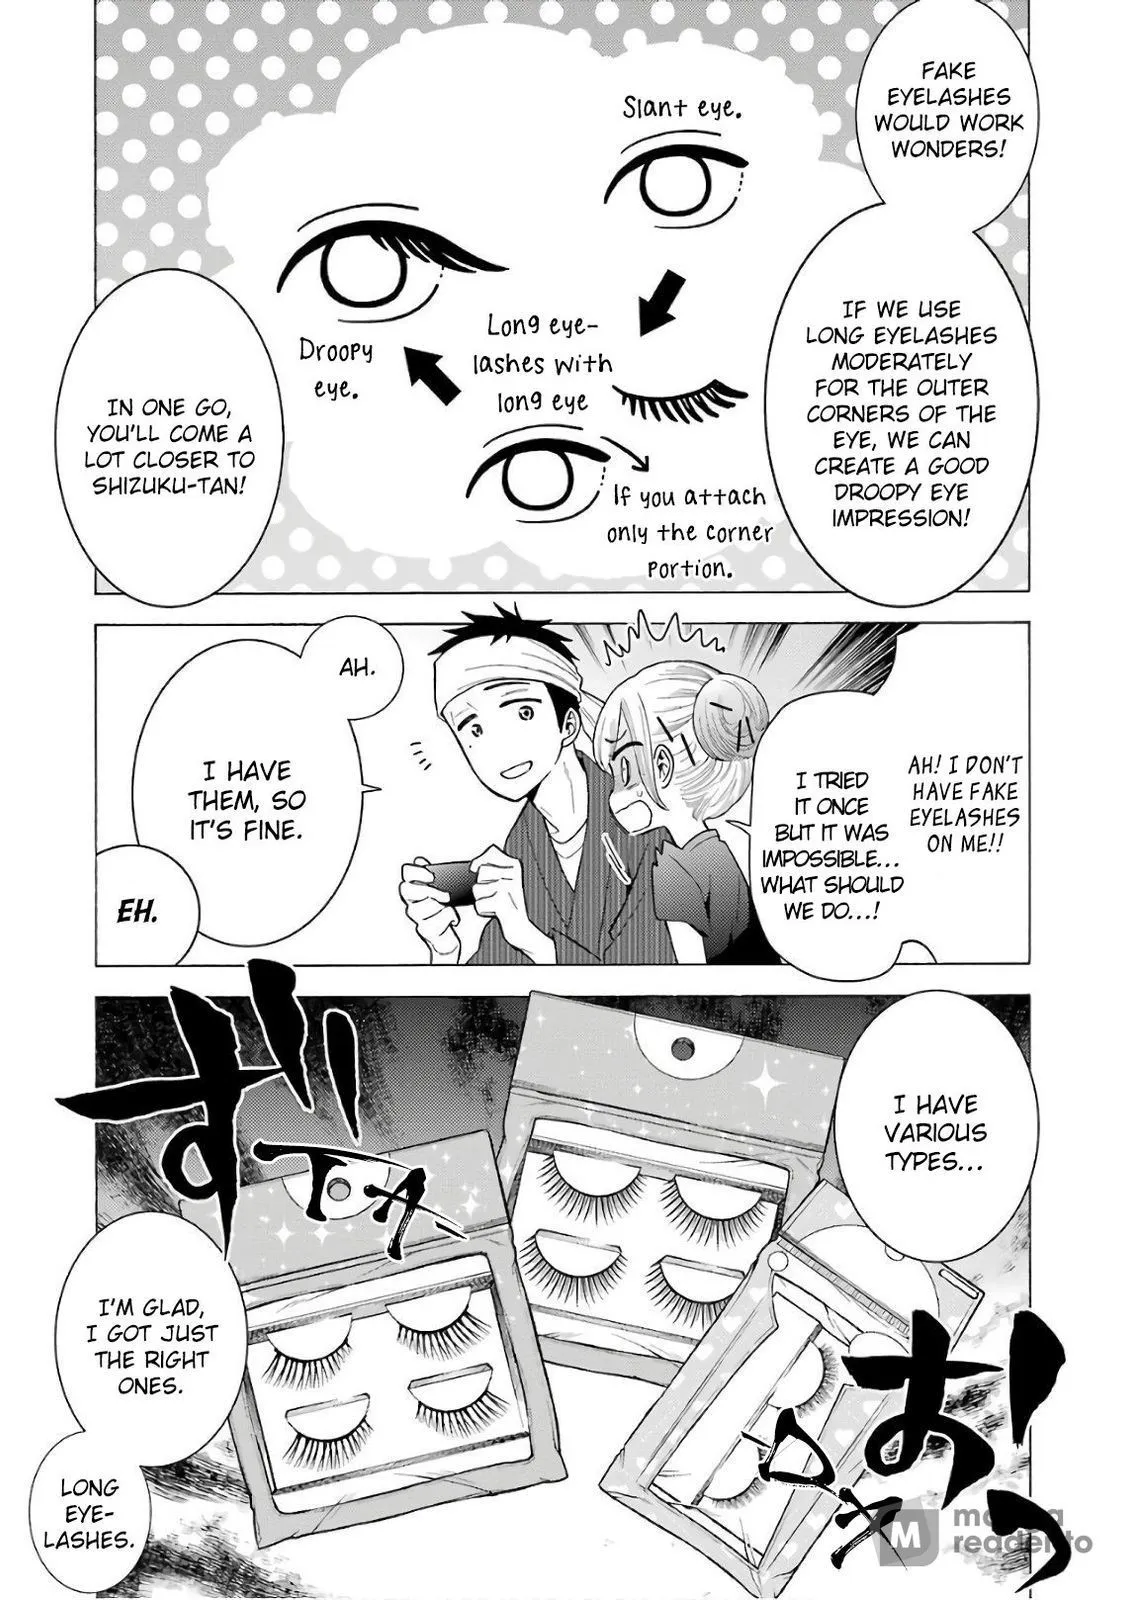 FAKE
EYELASHES
WOULD WORK
WONDERS!
IF WE USE
LONG EYELASHES
MODERATELY
FOR THE OUTER
CORNERS OF THE
EYE, WE CAN
CREATE A GOOD
DROOPY EYE
IMPRESSION!
Slant eye.
Long eye-
lashes with
long eye
If you attach
only the corner
portion.
Droopy
eye.
IN ONE GO,
YOU'LL COME A
LOT CLOSER TO
SHIZUKU-TAN!
AH! I DON'T
HAVE FAKE
EYELASHES
ON ME!!
I TRIED
IT ONCE
BUT IT WAS
IMPOSSIBLE...
WHAT SHOULD
WE DO...!
AH.
I HAVE
THEM, SO
IT'S FINE.
EH.
I HAVE
VARIOUS
TYPES...
ずーっ
I'M GLAD,
I GOT JUST
THE RIGHT
ONES.
LONG
EYE-
LASHES.
M
readerto